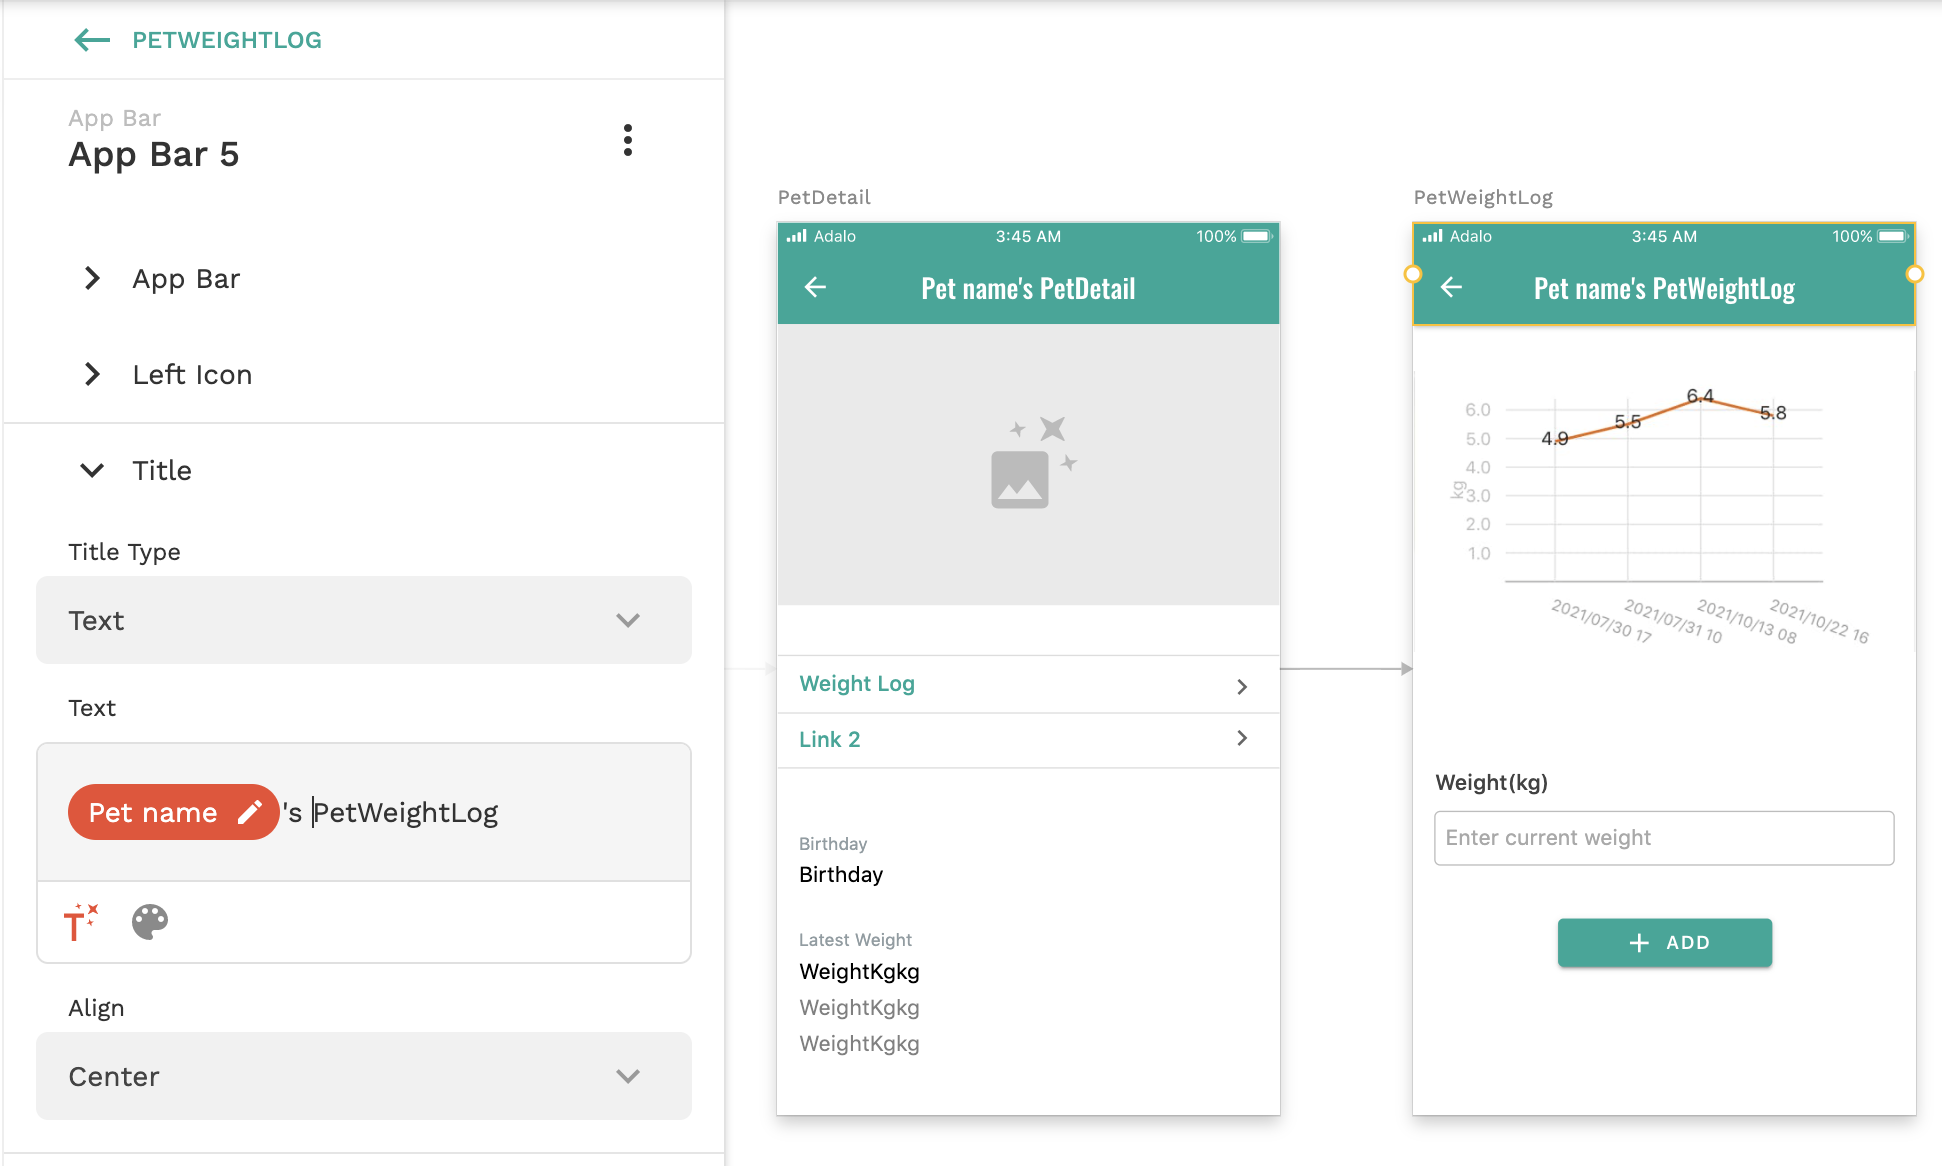 PETWEIGHTLOG
App Bar
App Bar 5
App Bar
Left Icon
Title
Title Type
Text
Text
Pet name 's PetWeightLog
T
Align
Center
PetDetail
Adalo 3:45 AM 100%
Pet name's PetDetail
Weight Log
Link 2
Birthday
Birthday
Latest Weight
WeightKgkg
WeightKgkg
WeightKgkg
PetWeightLog
Adalo 3:45 AM 100%
Pet name's PetWeightLog
6.0
5.0
4.0
3.0
2.0
1.0
kg
4.9
5.5
6.4
5.8
2021/07/30 17
2021/07/31 10
2021/10/13 08
2021/10/22 16
Weight(kg)
Enter current weight
+ ADD